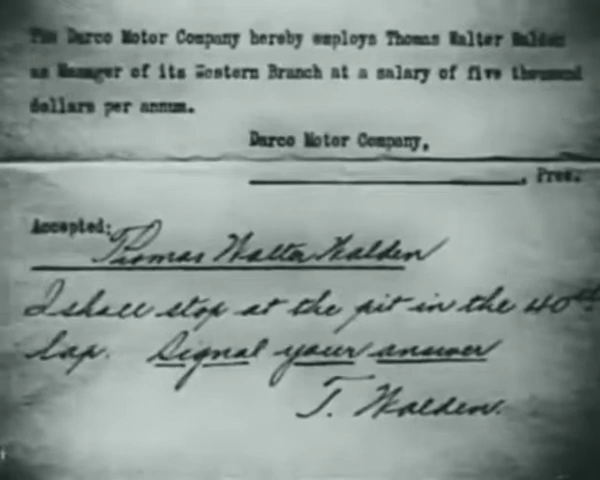 The Darco Motor Company hereby employs Thomas Walter Walden
as Manager of its Western Branch at a salary of five thousand
dollars per annum.
Darco Motor Company,
, Pres.
Accepted:
Thomas Walter Walden
I shall stop at the pit in the 40th
lap. Signal your answer
T. Walden.